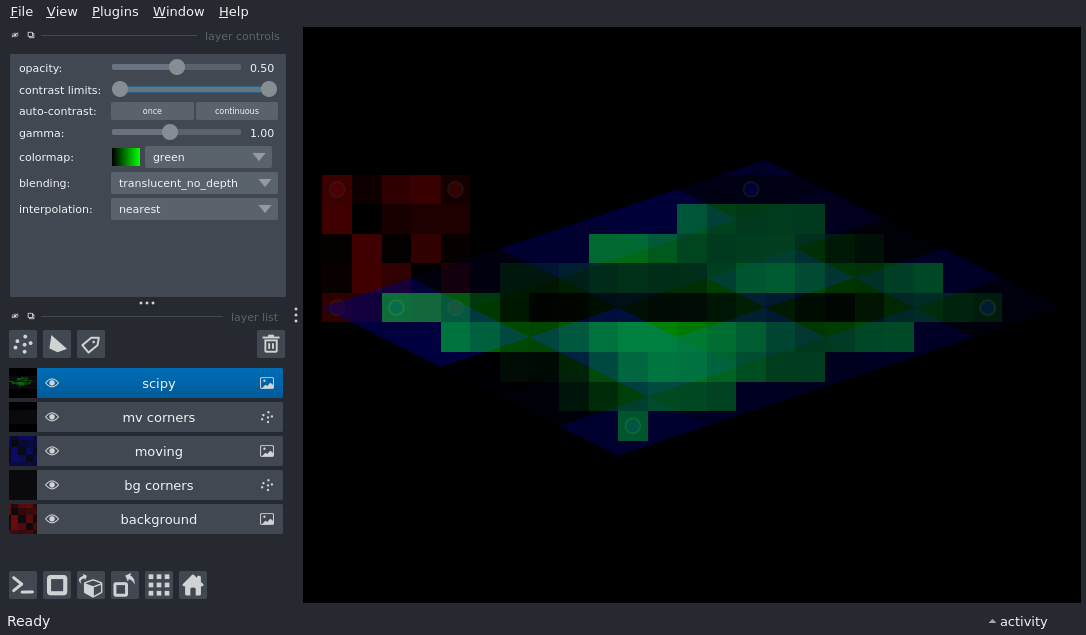 File View Plugins Window Help
layer controls
opacity: 0.50
contrast limits:
auto-contrast: once continuous
gamma: 1.00
colormap: green
blending: translucent_no_depth
interpolation: nearest
layer list
scipy
mv corners
moving
bg corners
background
Ready
activity